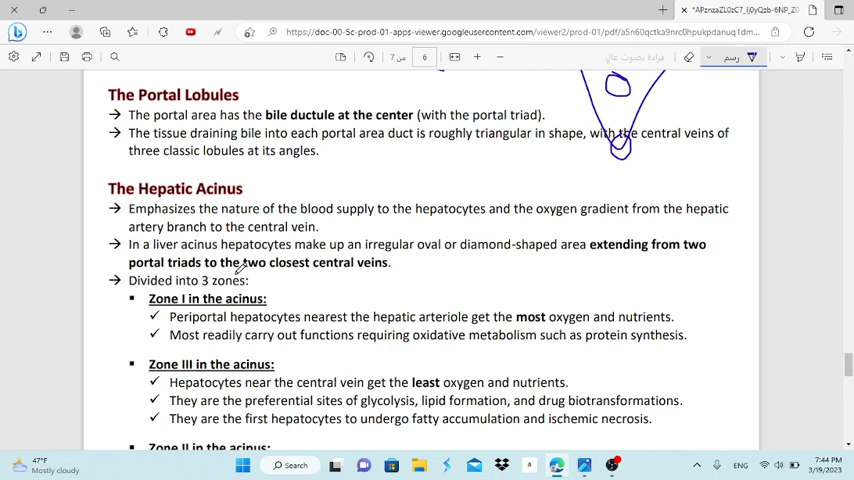 *APznzaZL0zC7_Ij0yQzb-6NP_Z0
https://doc-00-5c-prod-01-apps-viewer.googleusercontent.com/viewer2/prod-01/pdf/a5n60qctka9nrc0hpukpdanuq1dm...
6
من 7
قراءة بصوت عالٍ
رسم
The Portal Lobules
→ The portal area has the bile ductule at the center (with the portal triad).
→ The tissue draining bile into each portal area duct is roughly triangular in shape, with the central veins of
three classic lobules at its angles.
The Hepatic Acinus
→ Emphasizes the nature of the blood supply to the hepatocytes and the oxygen gradient from the hepatic
artery branch to the central vein.
→ In a liver acinus hepatocytes make up an irregular oval or diamond-shaped area extending from two
portal triads to the two closest central veins.
→ Divided into 3 zones:
▪ Zone I in the acinus:
✓ Periportal hepatocytes nearest the hepatic arteriole get the most oxygen and nutrients.
✓ Most readily carry out functions requiring oxidative metabolism such as protein synthesis.
▪ Zone III in the acinus:
✓ Hepatocytes near the central vein get the least oxygen and nutrients.
✓ They are the preferential sites of glycolysis, lipid formation, and drug biotransformations.
✓ They are the first hepatocytes to undergo fatty accumulation and ischemic necrosis.
▪ Zone II in the acinus:
47°F
Mostly cloudy
Search
a
ENG
7:44 PM
3/19/2023